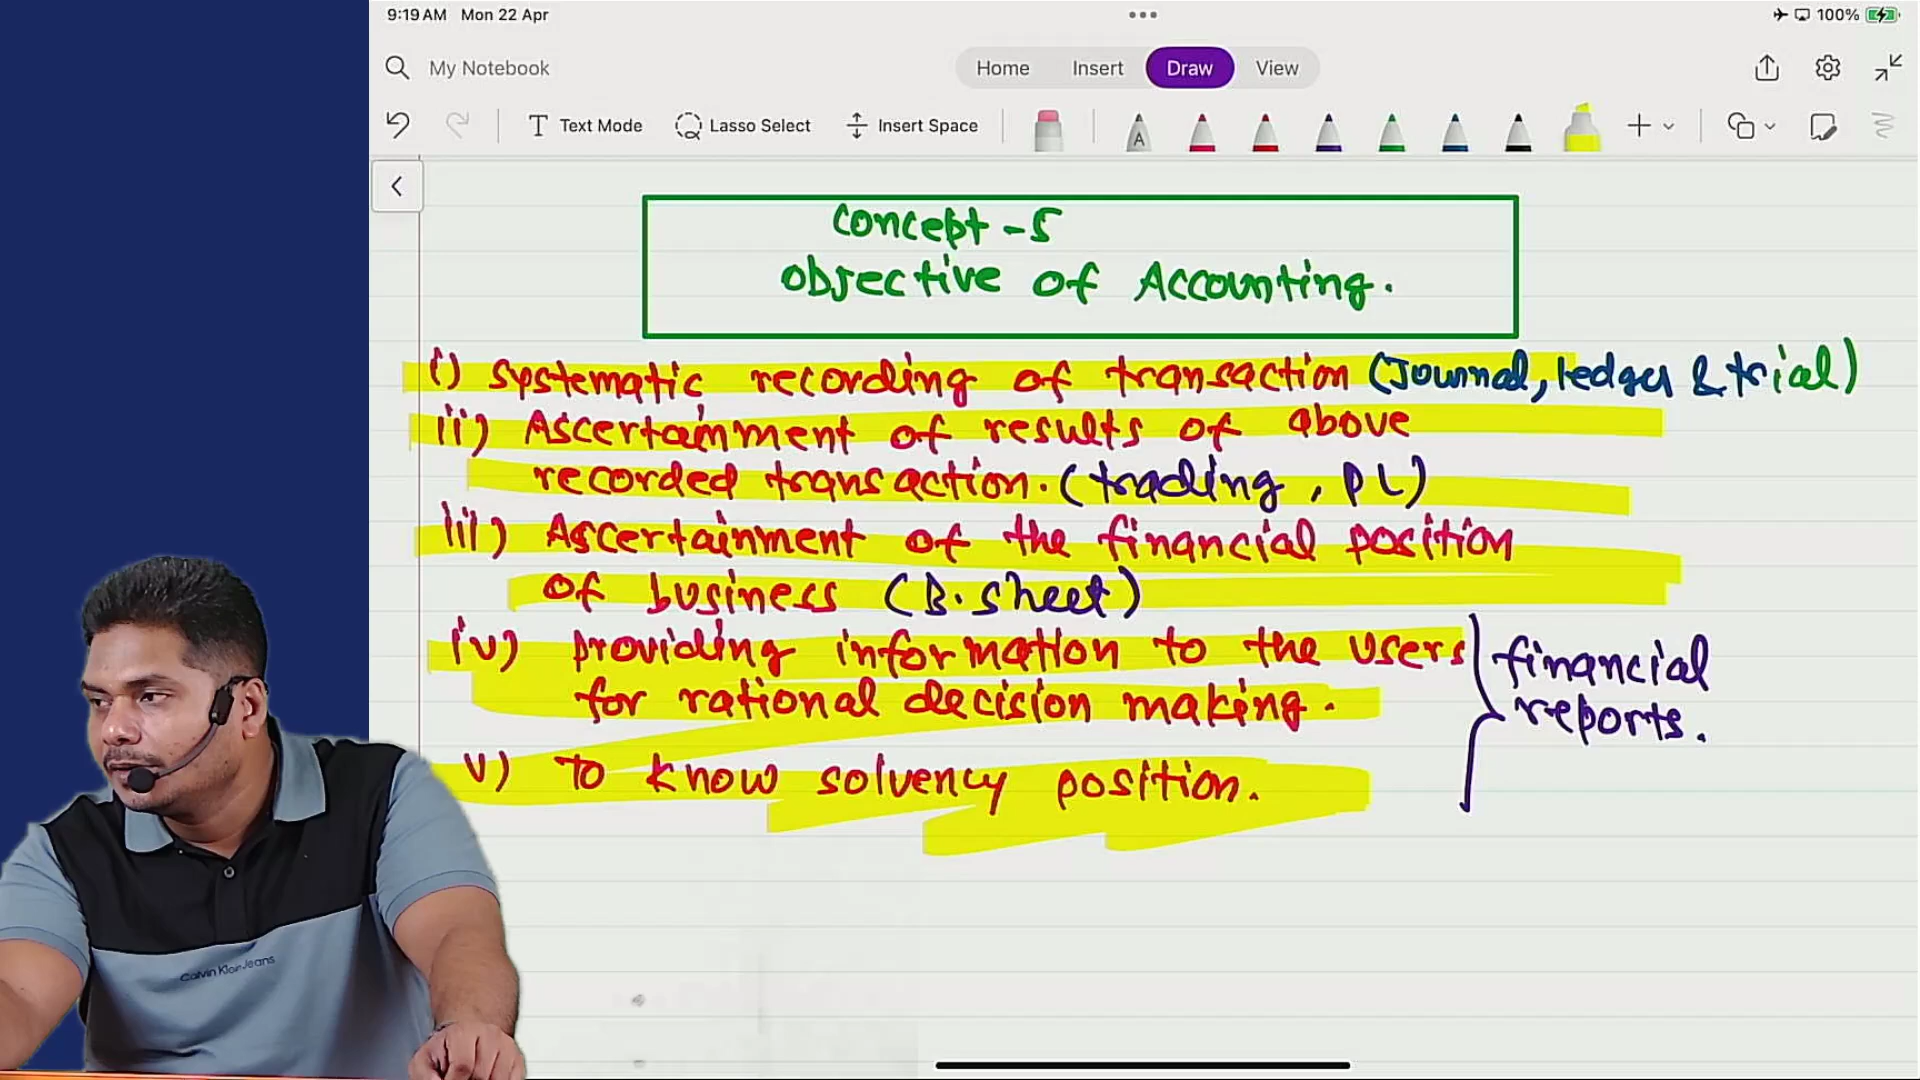 9:19 AM Mon 22 Apr
100%
My Notebook
Home Insert Draw View
Text Mode Lasso Select Insert Space
A
Concept - 5
Objective of Accounting.
i) Systematic recording of transaction (Journal, ledger & trial)
ii) Ascertainment of results of above
recorded transaction. (trading, PL)
iii) Ascertainment of the financial position
of business (B. sheet)
iv) Providing information to the users
for rational decision making.
financial
reports.
v) To know solvency position.
Calvin Klein Jeans